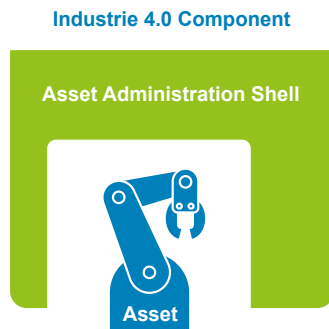 Industrie 4.0 Component
Asset Administration Shell
Asset